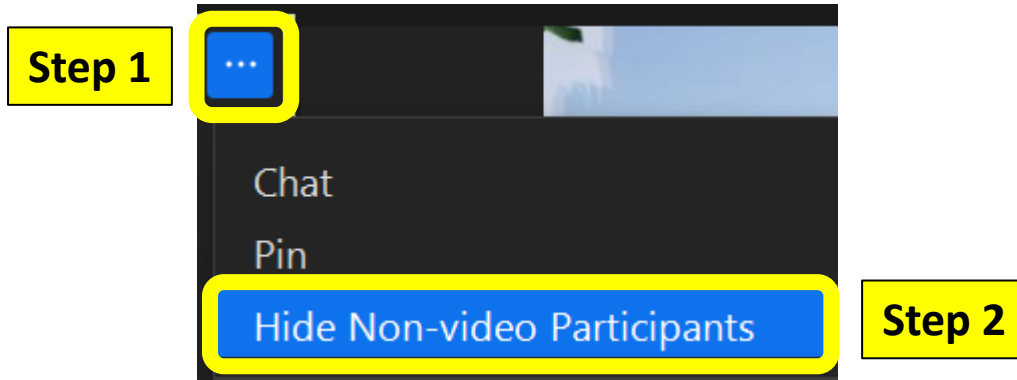 Step 1
...
Chat
Pin
Hide Non-video Participants
Step 2